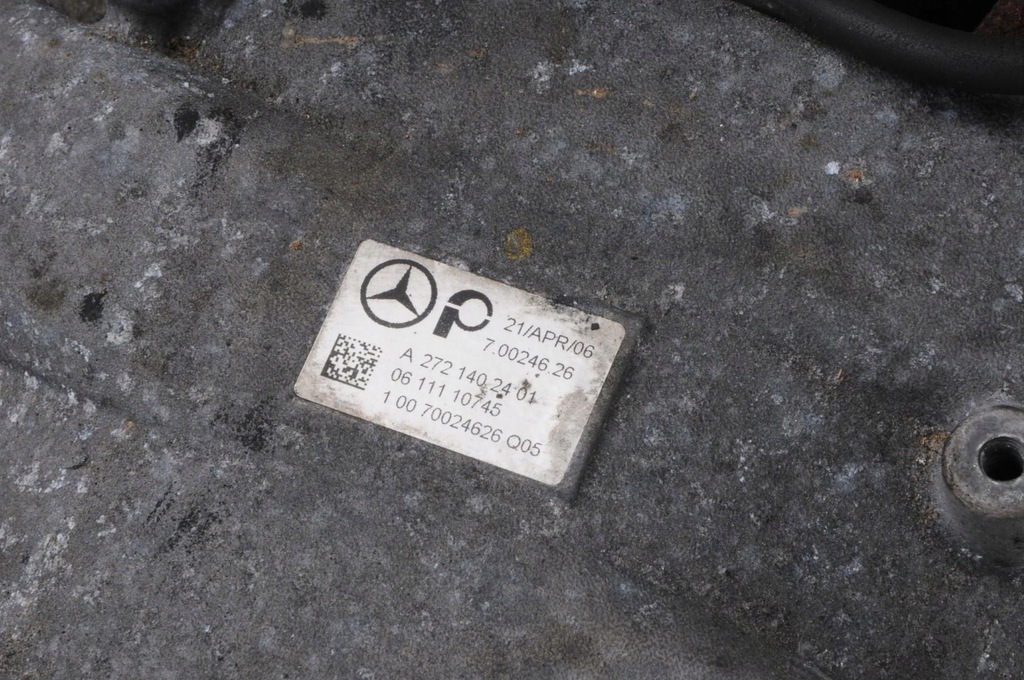 21/APR/06
7.00246.26
A 272 140 24 01
06 111 10745
1 00 70024626 Q05